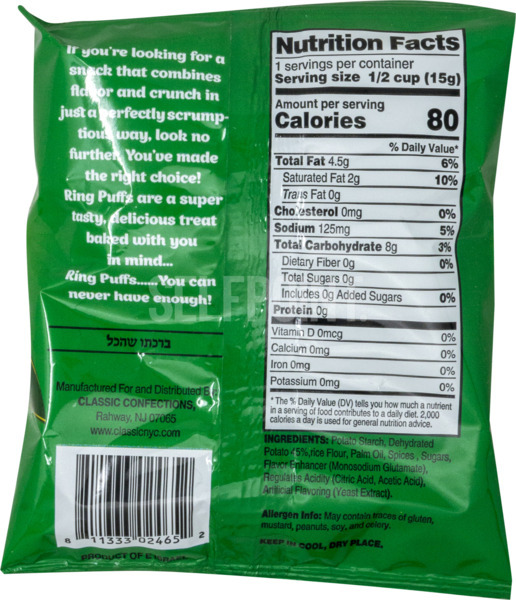 If you're looking for a
snack that combines
flavor and crunch in
just a perfectly scrump-
tious way, look no
further. You've made
the right choice!
Ring Puffs are a super
tasty, delicious treat
baked with you
in mind...
Ring Puffs......You can
never have enough!
ברכתו שהכל
Manufactured For and Distributed By
CLASSIC CONFECTIONS,
Rahway, NJ 07065
www.classicnyc.com
8 11333 02465 2
PRODUCT OF
Nutrition Facts
1 servings per container
Serving size 1/2 cup (15g)
Amount per serving
Calories 80
% Daily Value*
Total Fat 4.5g 6%
Saturated Fat 2g 10%
Trans Fat 0g
Cholesterol 0mg 0%
Sodium 125mg 5%
Total Carbohydrate 8g 3%
Dietary Fiber 0g 0%
Total Sugars 0g
Includes 0g Added Sugars 0%
Protein 0g
Vitamin D 0mcg 0%
Calcium 0mg 0%
Iron 0mg 0%
Potassium 0mg 0%
*The % Daily Value (DV) tells you how much a nutrient
in a serving of food contributes to a daily diet. 2,000
calories a day is used for general nutrition advice.
INGREDIENTS: Potato Starch, Dehydrated
Potato 45%,rice Flour, Palm Oil, Spices , Sugars,
Flavor Enhancer (Monosodium Glutamate),
Regulates Acidity (Citric Acid, Acetic Acid),
Artificial Flavoring (Yeast Extract).
Allergen Info: May contain traces of gluten,
mustard, peanuts, soy, and celery.
KEEP IN COOL, DRY PLACE.